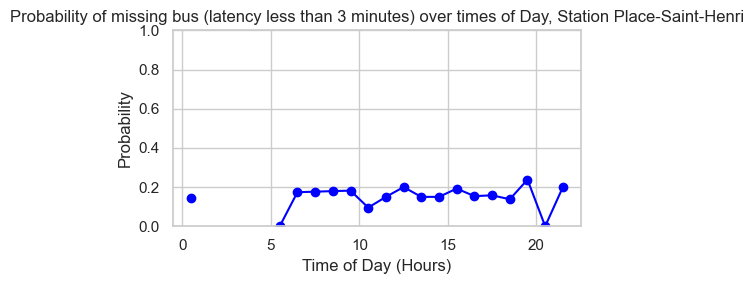 Probability of missing bus (latency less than 3 minutes) over times of Day, Station Place-Saint-Henri
1.0
0.8
0.6
0.4
0.2
0.0
Probability
0 5 10 15 20
Time of Day (Hours)